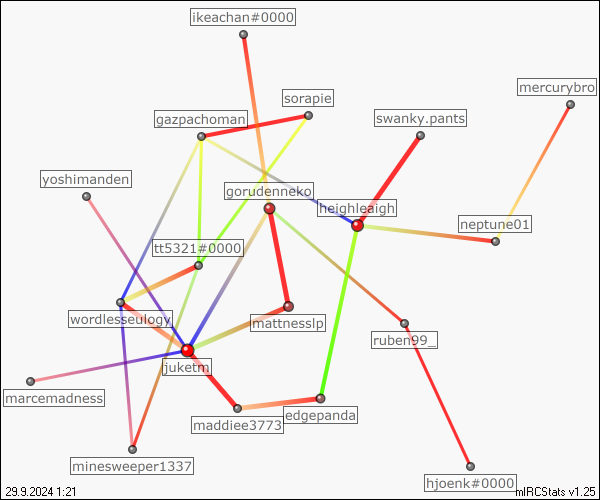 ikeachan#0000
mercurybro
sorapie
gazpachoman
swanky.pants
yoshimanden
gorudenneko
heighleaigh
neptune01
tt5321#0000
wordlesseulogy
mattnesslp
ruben99_
juketm
marcemadness
maddiee3773
edgepanda
minesweeper1337
hjoenk#0000
29.9.2024 1:21
mIRCStats v1.25